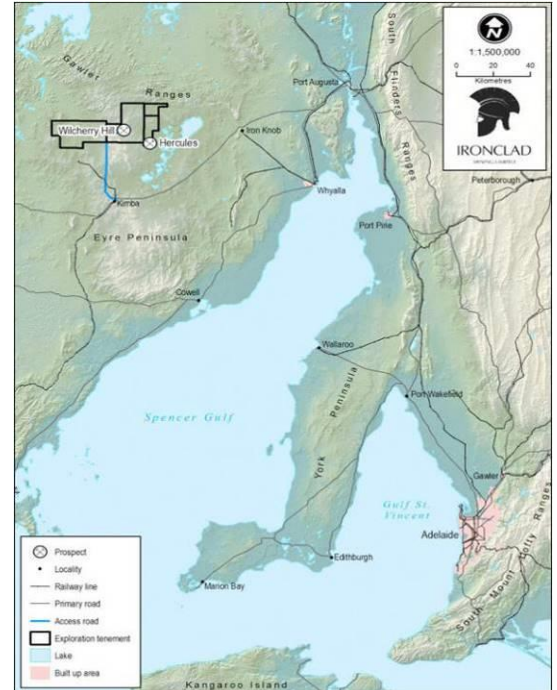 N
1:1,500,000
0 20 40
Kilometres
IRONCLAD
MINING LIMITED
Gawler
Ranges
Wilcherry Hill
Hercules
Kimba
Eyre Peninsula
Iron Knob
Port Augusta
South Flinders Ranges
Whyalla
Port Pirie
Peterborough
Cowell
Wallaroo
York Peninsula
Port Wakefield
Spencer Gulf
Gulf St.
Vincent
Gawler
Adelaide
South Mount Lofty Ranges
Edithburgh
Marion Bay
Kangaroo Island
Prospect
Locality
Railway line
Primary road
Access road
Exploration tenement
Lake
Built up area